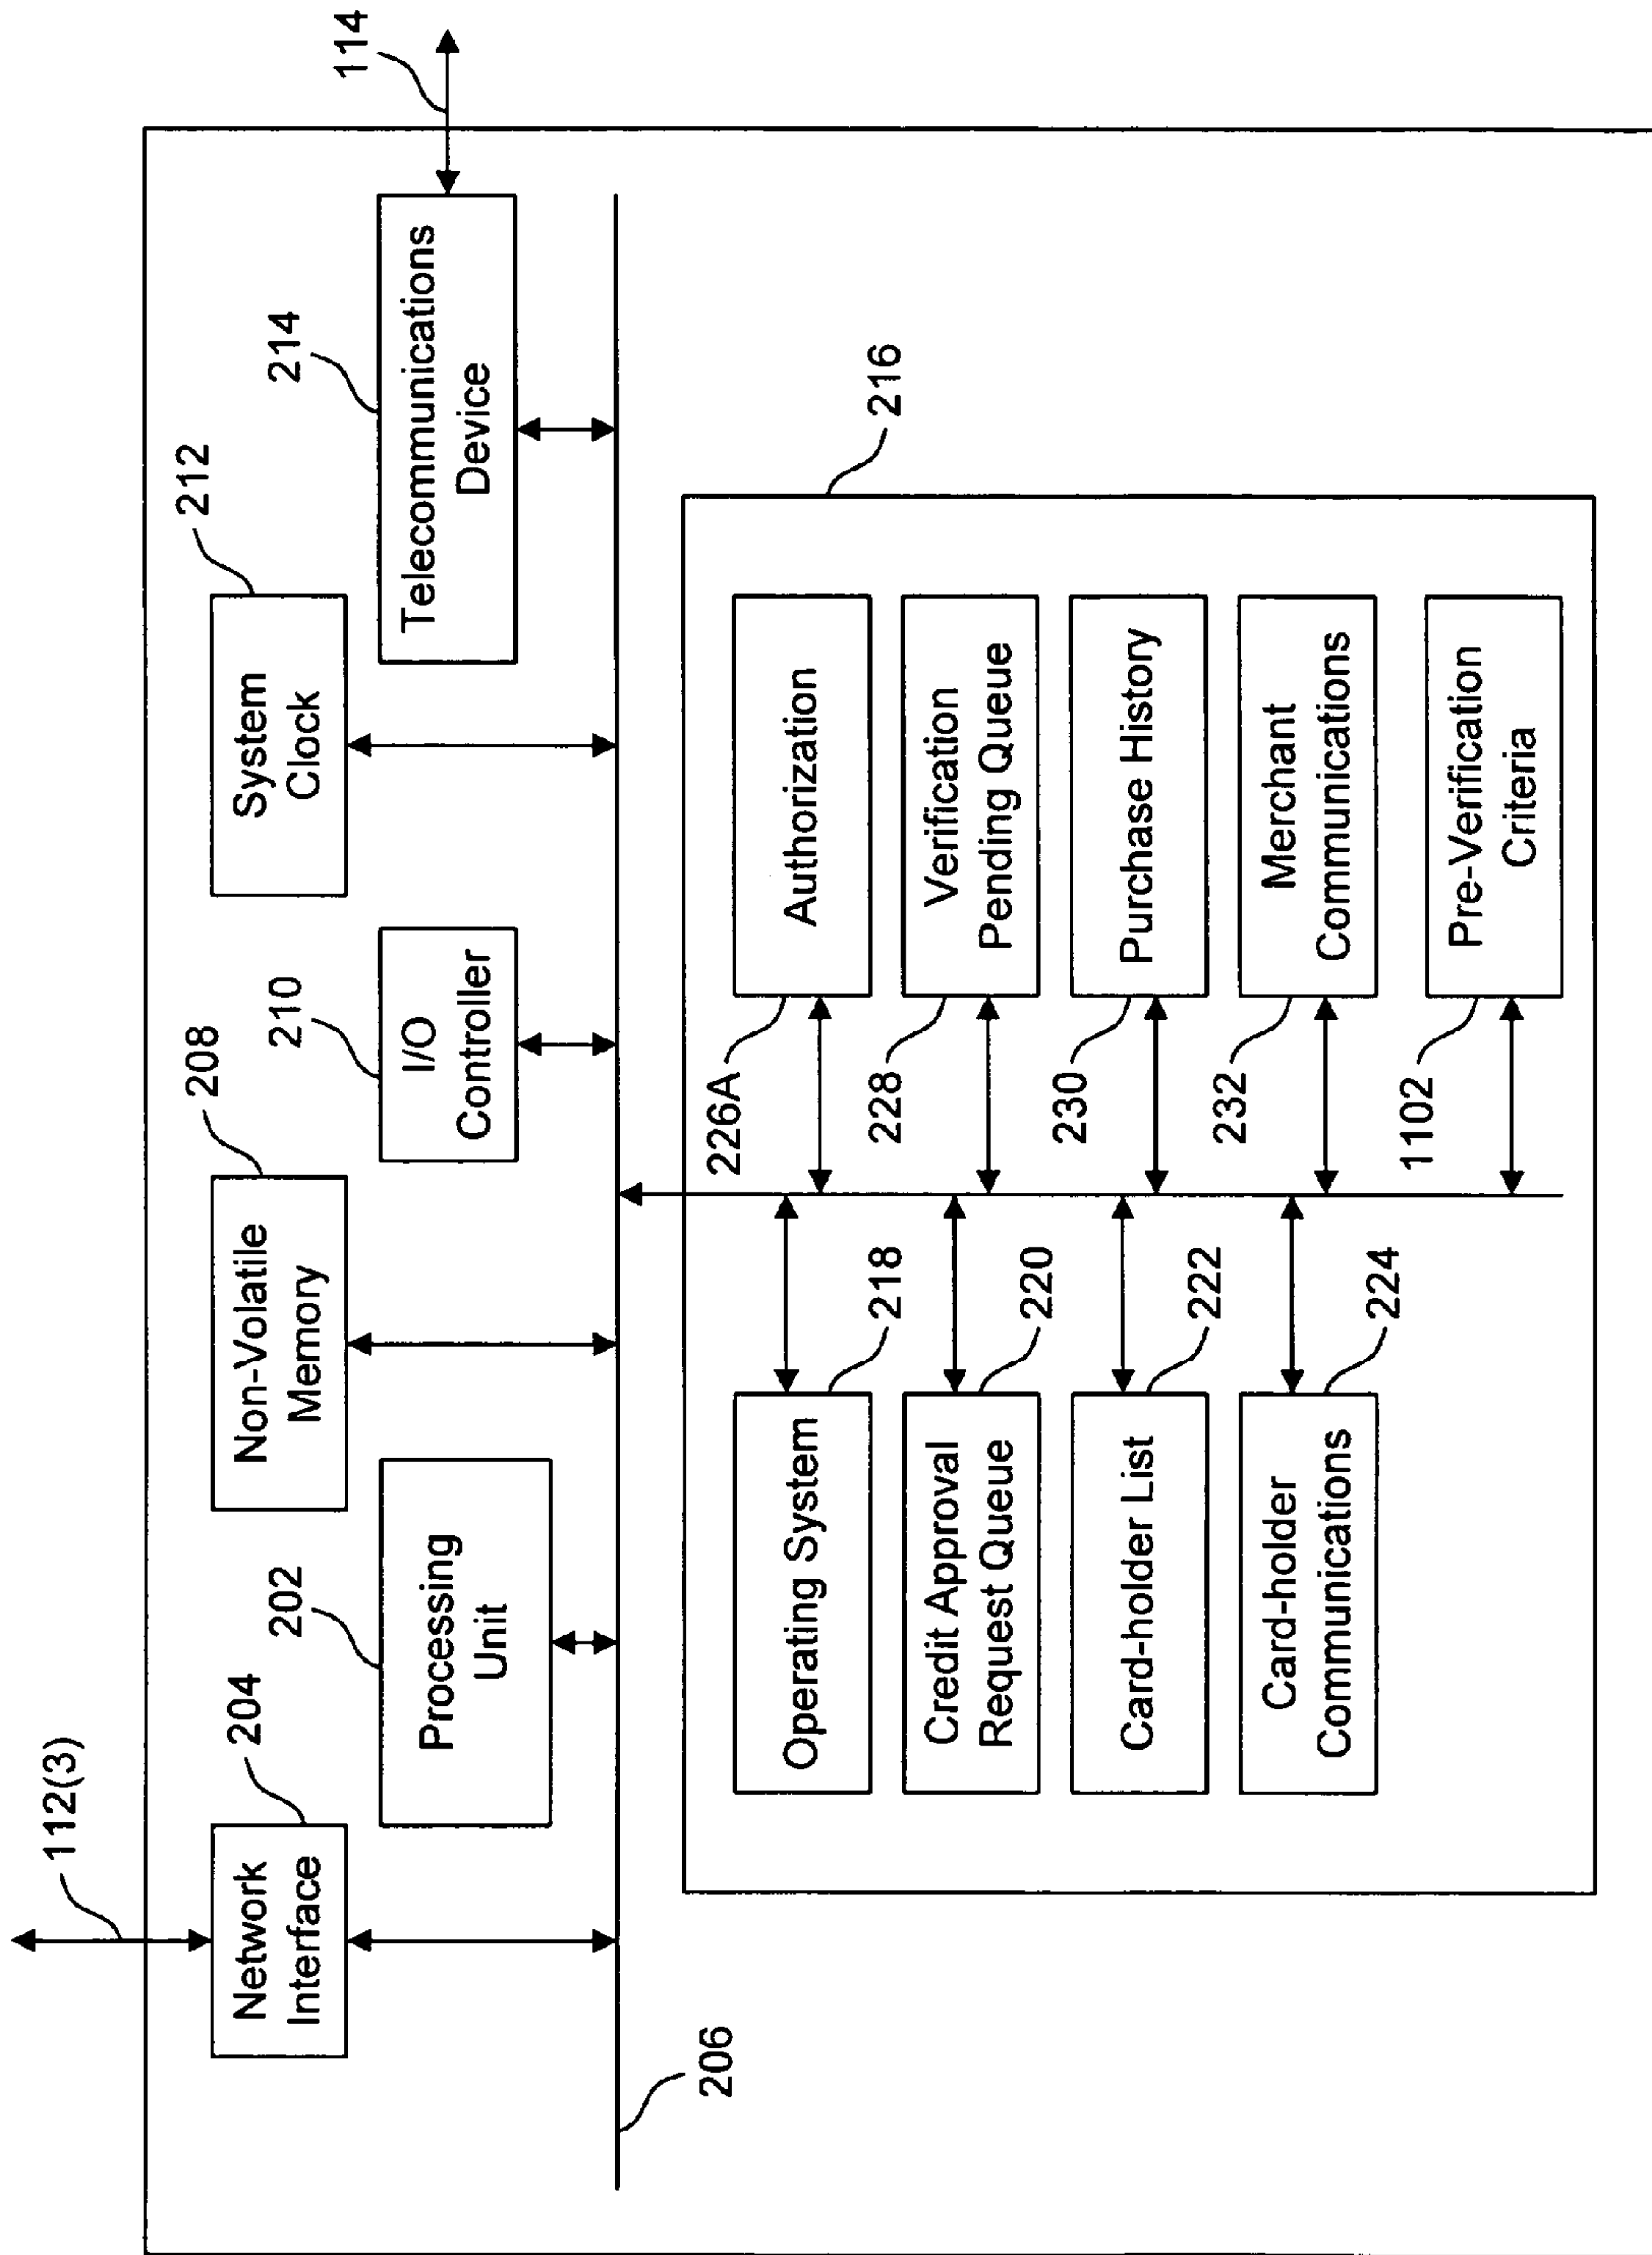 112(3)
204
Network
Interface
202
Processing
Unit
208
Non-Volatile
Memory
210
I/O
Controller
212
System
Clock
214
Telecommunications
Device
114
206
216
Operating System
218
Credit Approval
Request Queue
220
Card-holder List
222
Card-holder
Communications
224
226A
Authorization
228
Verification
Pending Queue
230
Purchase History
232
Merchant
Communications
1102
Pre-Verification
Criteria